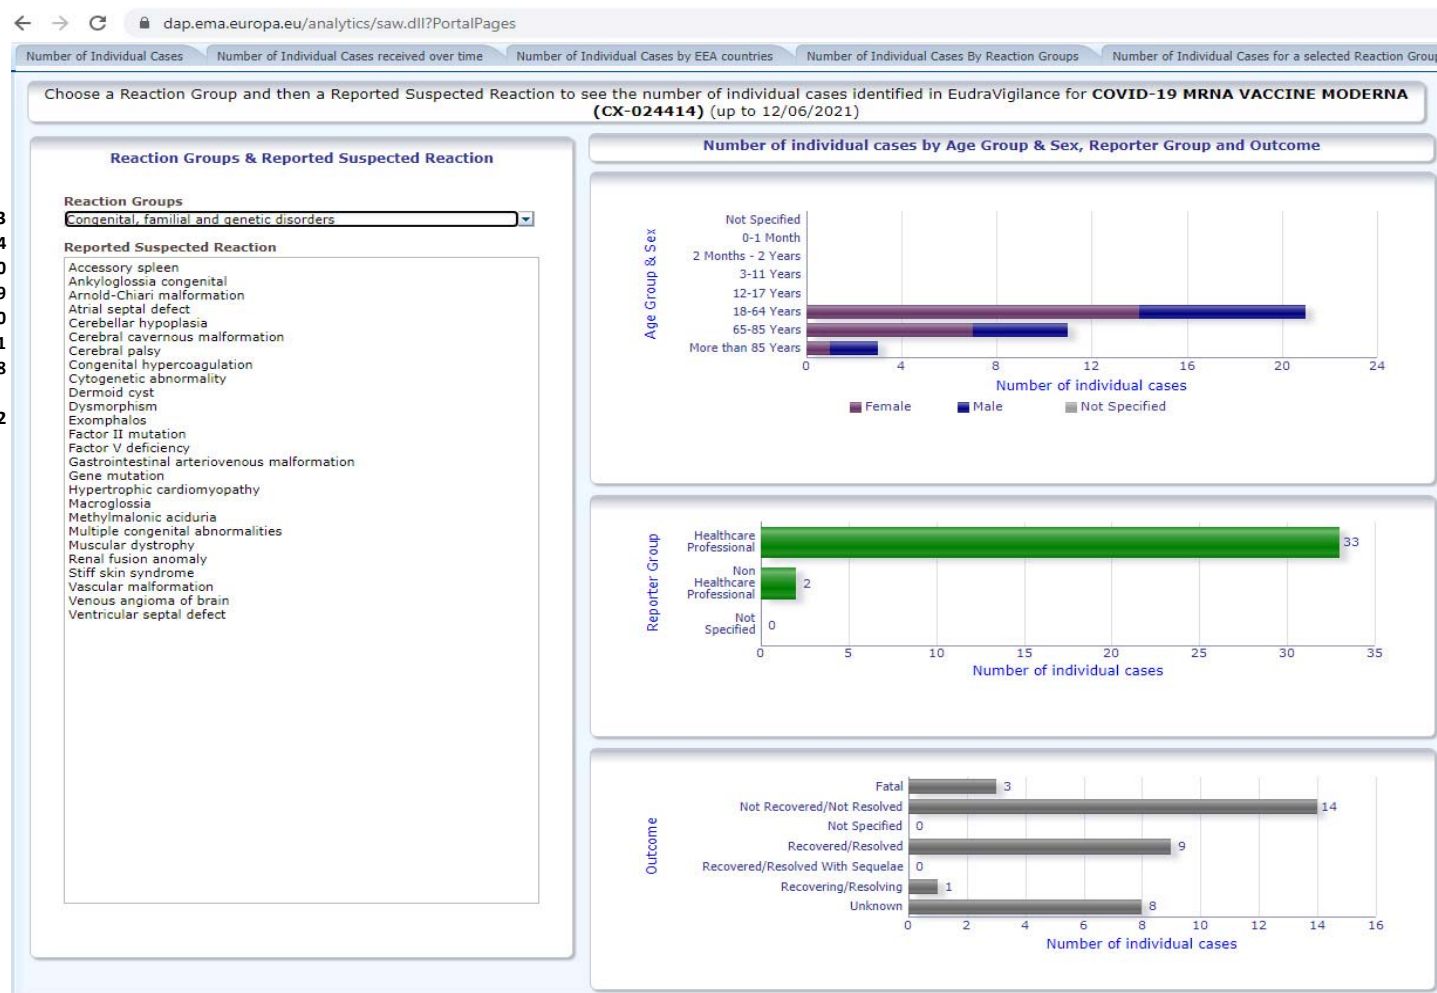 dap.ema.europa.eu/analytics/saw.dll?PortalPages
Number of Individual Cases
Number of Individual Cases received over time
Number of Individual Cases by EEA countries
Number of Individual Cases By Reaction Groups
Number of Individual Cases for a selected Reaction Group
Choose a Reaction Group and then a Reported Suspected Reaction to see the number of individual cases identified in EudraVigilance for COVID-19 MRNA VACCINE MODERNA
(CX-024414) (up to 12/06/2021)
Reaction Groups & Reported Suspected Reaction
Reaction Groups
3
Congenital, familial and genetic disorders
4
Reported Suspected Reaction
0
9
0
1
8
2
Accessory spleen
Ankyloglossia congenital
Arnold-Chiari malformation
Atrial septal defect
Cerebellar hypoplasia
Cerebral cavernous malformation
Cerebral palsy
Congenital hypercoagulation
Cytogenetic abnormality
Dermoid cyst
Dysmorphism
Exomphalos
Factor II mutation
Factor V deficiency
Gastrointestinal arteriovenous malformation
Gene mutation
Hypertrophic cardiomyopathy
Macroglossia
Methylmalonic aciduria
Multiple congenital abnormalities
Muscular dystrophy
Renal fusion anomaly
Stiff skin syndrome
Vascular malformation
Venous angioma of brain
Ventricular septal defect
Number of individual cases by Age Group & Sex, Reporter Group and Outcome
Age Group & Sex
Not Specified
0-1 Month
2 Months - 2 Years
3-11 Years
12-17 Years
18-64 Years
65-85 Years
More than 85 Years
0 4 8 12 16 20 24
Number of individual cases
Female Male Not Specified
Reporter Group
Healthcare
Professional
33
Non
Healthcare
Professional
2
Not
Specified
0
0 5 10 15 20 25 30 35
Number of individual cases
Outcome
Fatal 3
Not Recovered/Not Resolved 14
Not Specified 0
Recovered/Resolved 9
Recovered/Resolved With Sequelae 0
Recovering/Resolving 1
Unknown 8
0 2 4 6 8 10 12 14 16
Number of individual cases